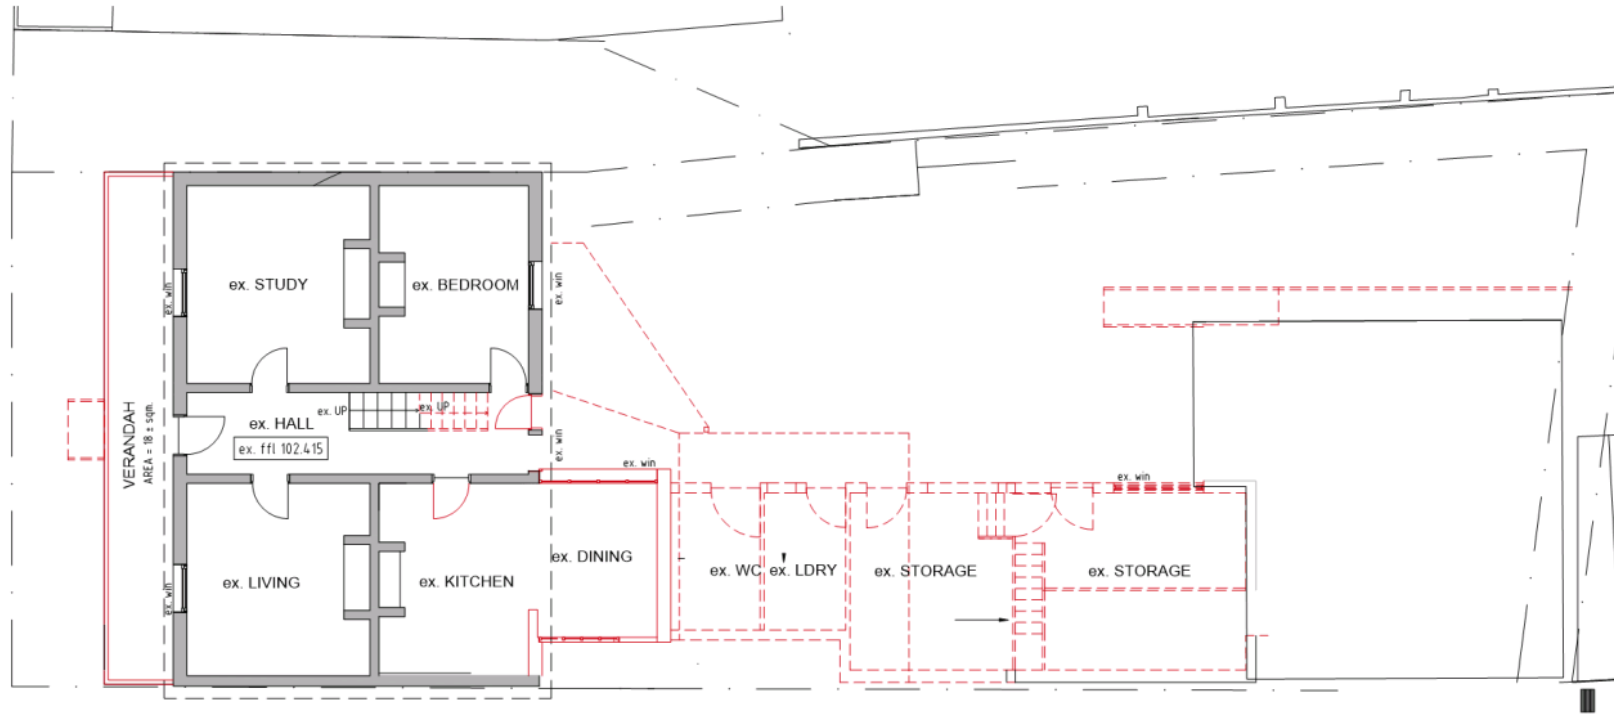 ex. STUDY
ex. BEDROOM
ex. win
ex. win
VERANDAH
AREA = 18 ± sqm.
ex. HALL
ex. UP
ex. UP
ex. ffl 102.415
ex. win
ex. win
ex. win
ex. LIVING
ex. KITCHEN
ex. DINING
ex. WC
ex. LDRY
ex. STORAGE
ex. STORAGE
ex. win